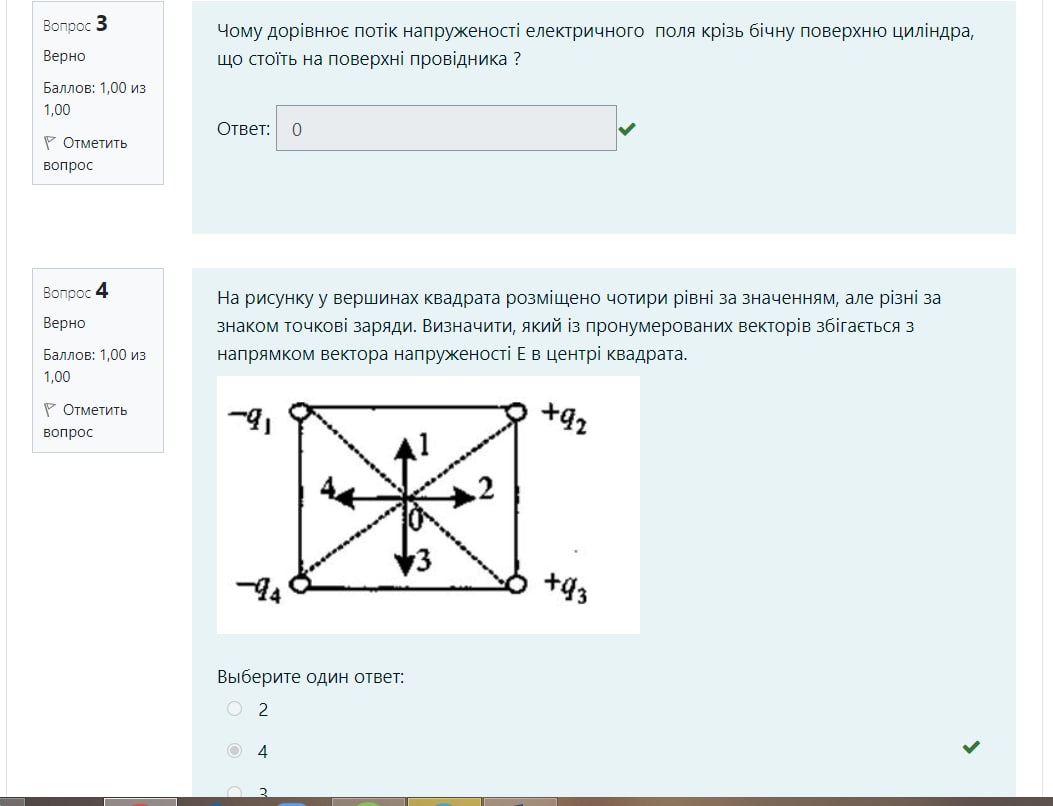 Вопрос 3
Верно
Баллов: 1,00 из
1,00
Отметить
вопрос
Чому дорівнює потік напруженості електричного поля крізь бічну поверхню циліндра,
що стоїть на поверхні провідника ?
Ответ: 0
Вопрос 4
Верно
Баллов: 1,00 из
1,00
Отметить
вопрос
На рисунку у вершинах квадрата розміщено чотири рівні за значенням, але різні за
знаком точкові заряди. Визначити, який із пронумерованих векторів збігається з
напрямком вектора напруженості Е в центрі квадрата.
−q₁ +q₂
1
4 2
0
3
−q₄ +q₃
Выберите один ответ:
2
4
3